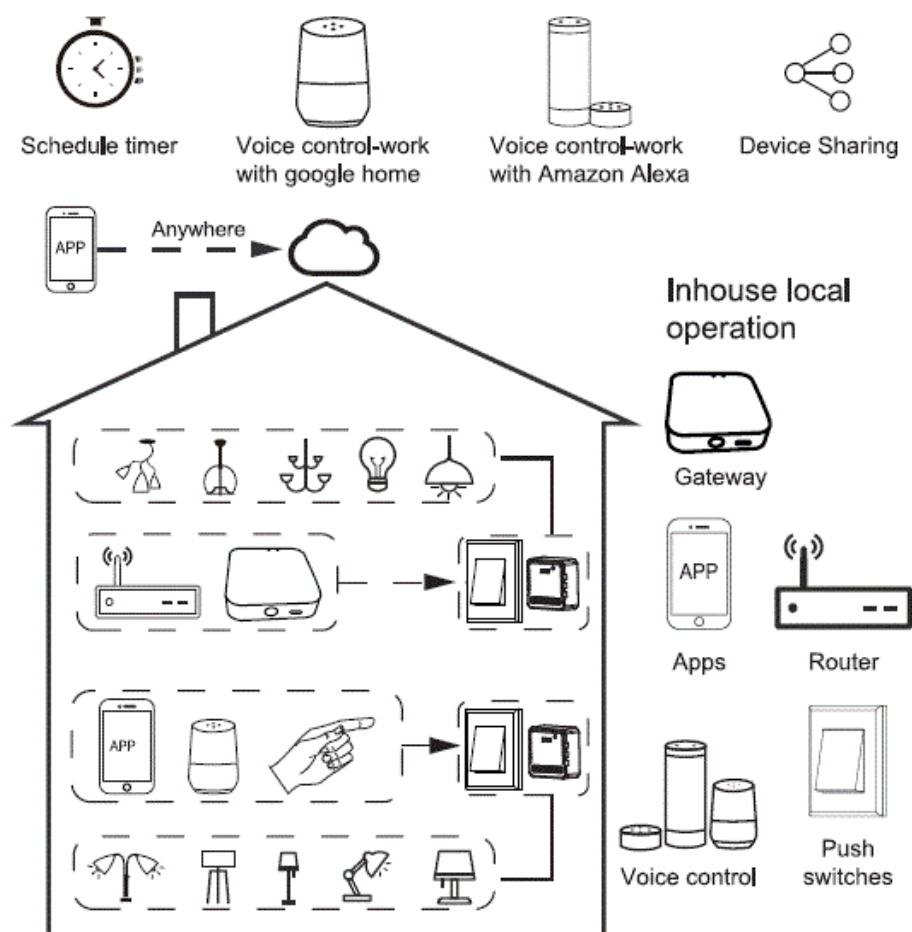 Schedule timer
Voice control-work
with google home
Voice control-work
with Amazon Alexa
Device Sharing
APP
Anywhere
Inhouse local
operation
Gateway
APP
Apps
Router
APP
Voice control
Push
switches